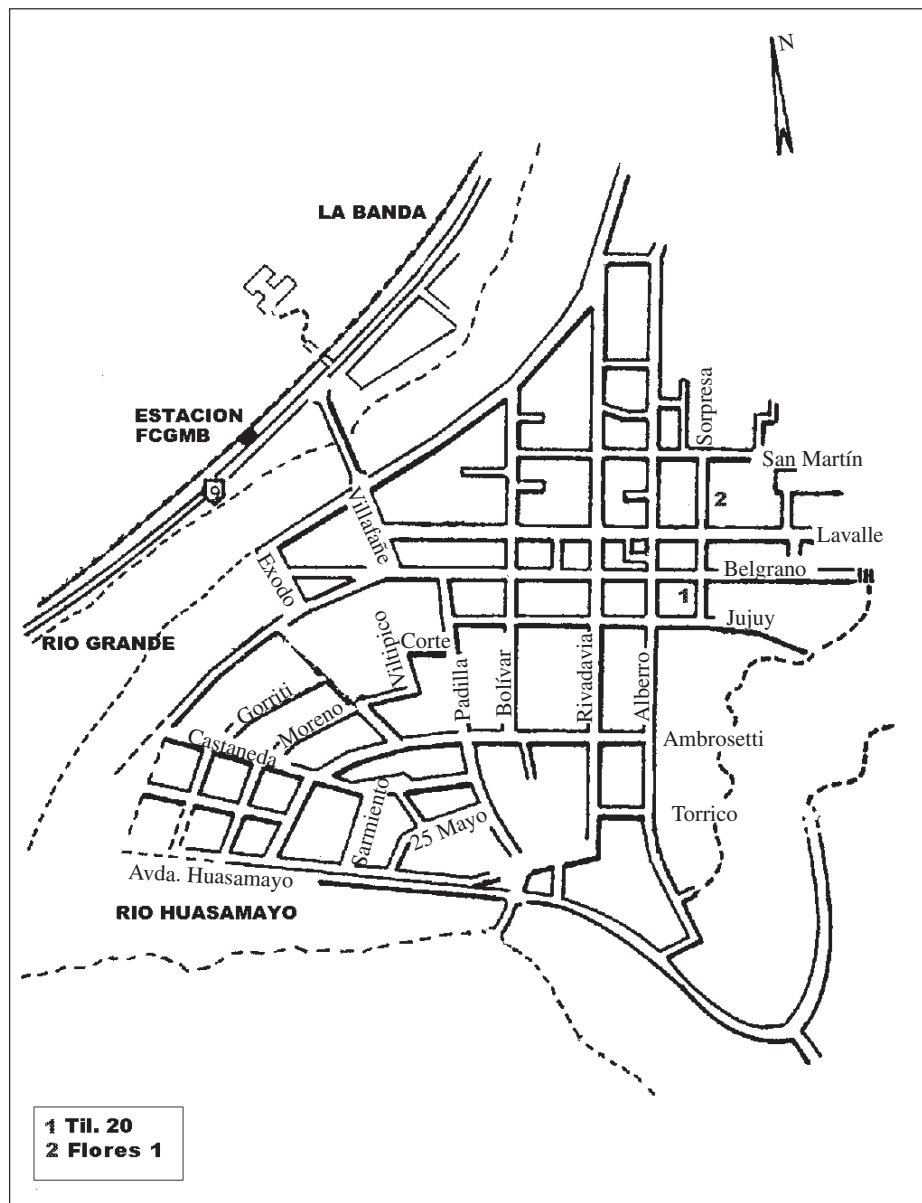 N
LA BANDA
ESTACION
FCGMB
9
Sorpresa
San Martín
2
Villafañe
Lavalle
Belgrano
Exodo
1
Jujuy
RIO GRANDE
Villipico
Corte
Padilla
Bolívar
Rivadavia
Alberro
Gorriti
Moreno
Castaneda
Ambrosetti
Sarmiento
25 Mayo
Torrico
Avda. Huasamayo
RIO HUASAMAYO
1 Til. 20
2 Flores 1